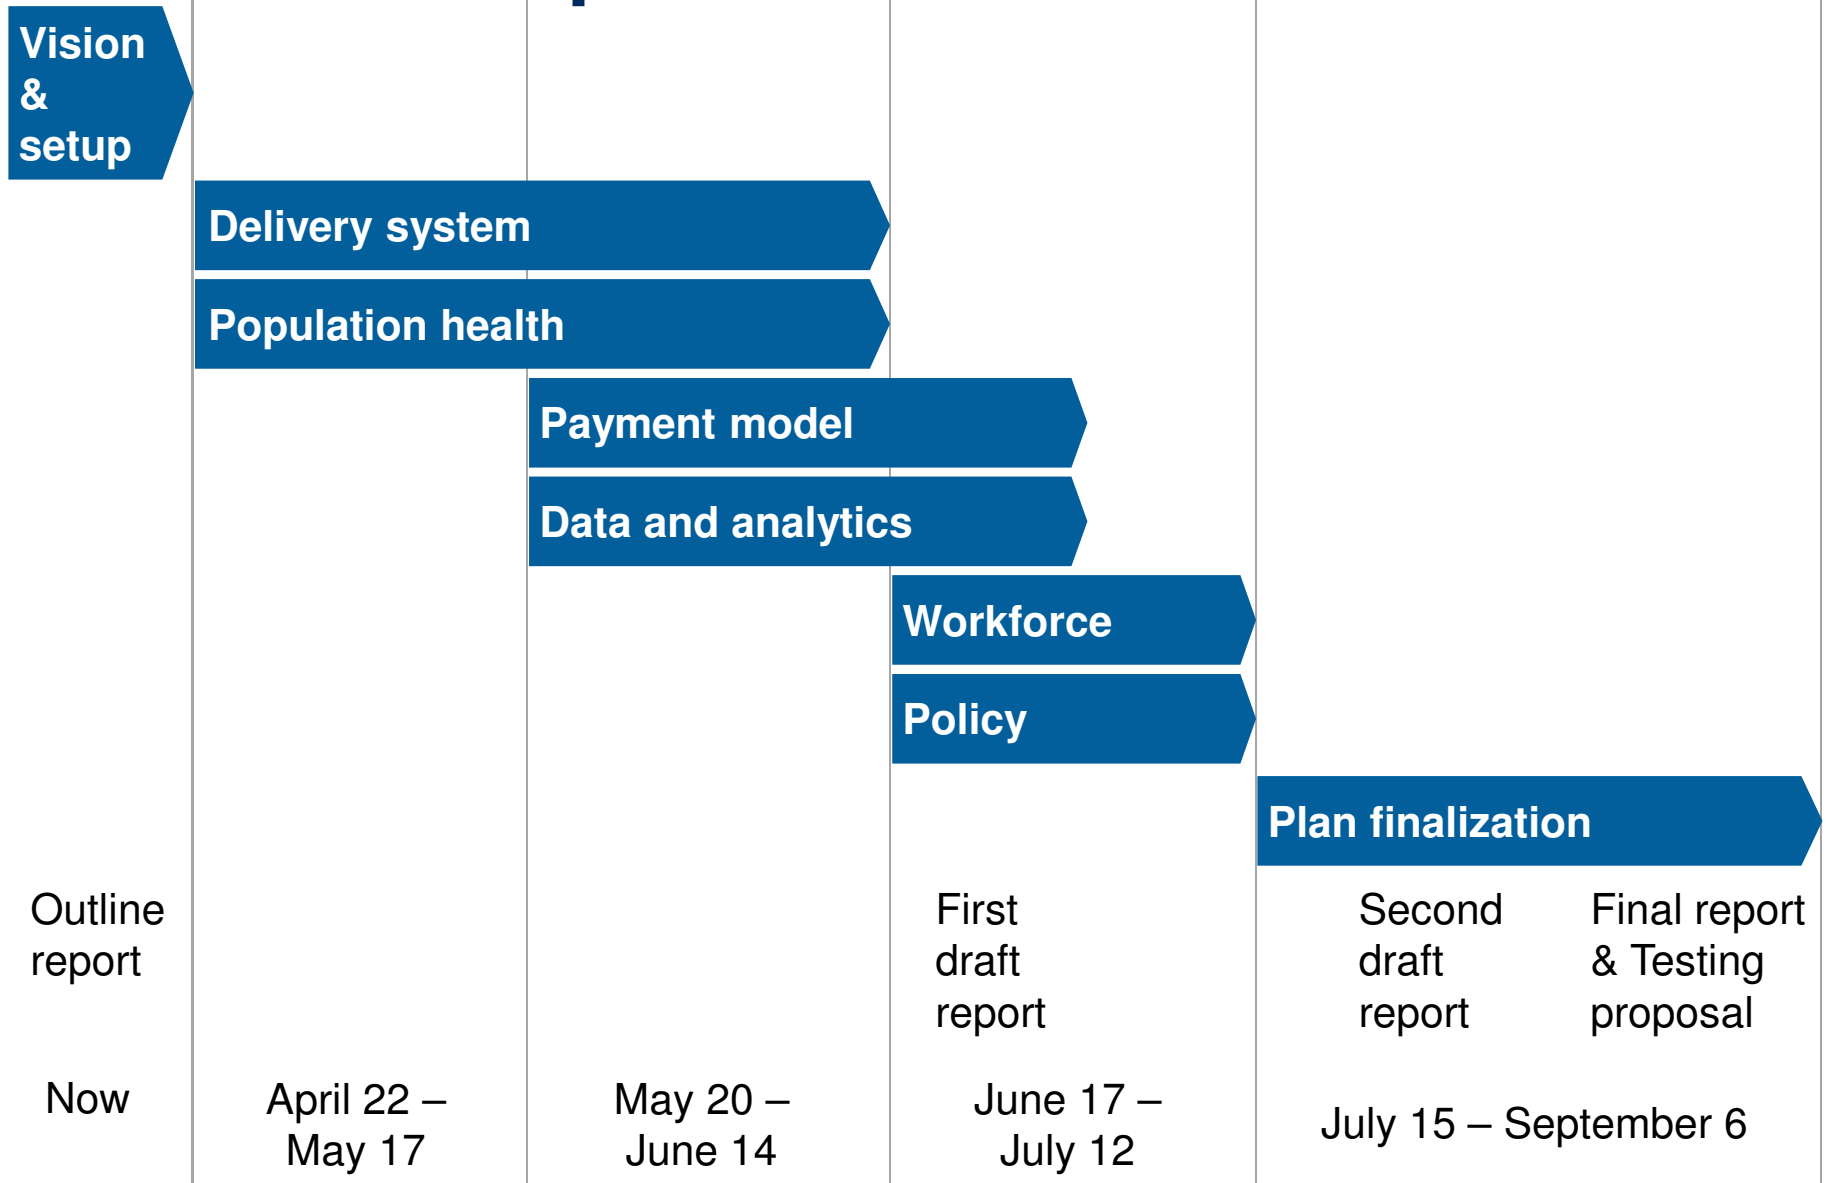 Vision
&
setup
Delivery system
Population health
Payment model
Data and analytics
Workforce
Policy
Plan finalization
Outline
report
First
draft
report
Second
draft
report
Final report
& Testing
proposal
Now
April 22 –
May 17
May 20 –
June 14
June 17 –
July 12
July 15 – September 6